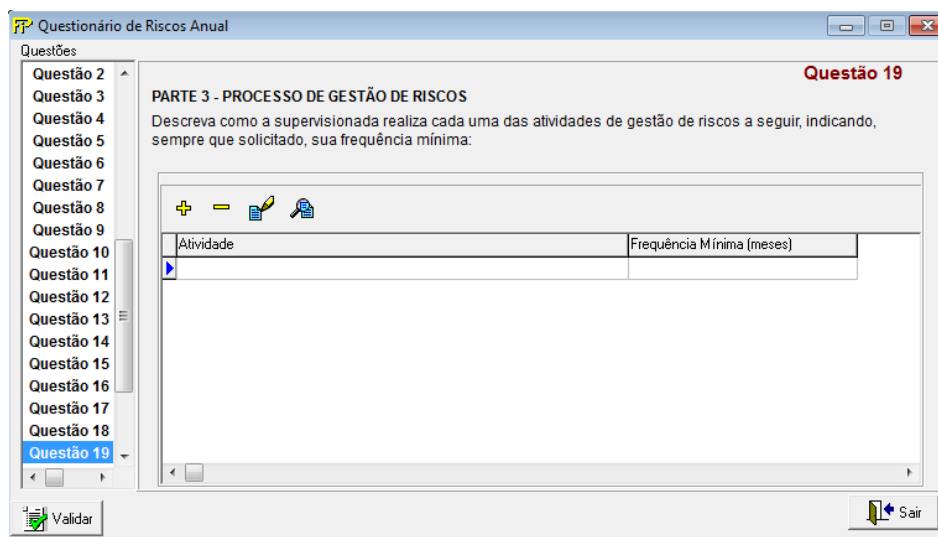 Questionário de Riscos Anual
Questões
Questão 2
Questão 3
Questão 4
Questão 5
Questão 6
Questão 7
Questão 8
Questão 9
Questão 10
Questão 11
Questão 12
Questão 13
Questão 14
Questão 15
Questão 16
Questão 17
Questão 18
Questão 19
Questão 19
PARTE 3 - PROCESSO DE GESTÃO DE RISCOS
Descreva como a supervisionada realiza cada uma das atividades de gestão de riscos a seguir, indicando,
sempre que solicitado, sua frequência mínima:
Atividade Frequência Mínima (meses)
Validar
Sair